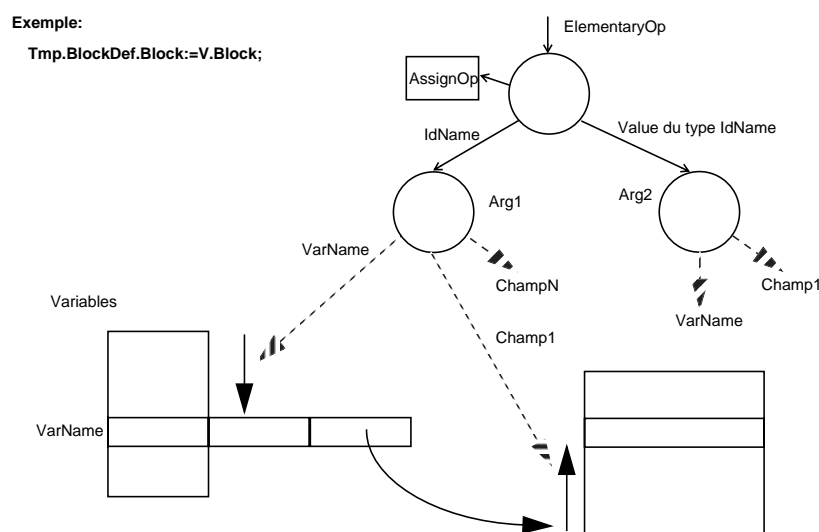 Exemple:
Tmp.BlockDef.Block:=V.Block;
ElementaryOp
AssignOp
IdName
Value du type IdName
Arg1
Arg2
VarName
ChampN
Champ1
VarName
Variables
Champ1
VarName